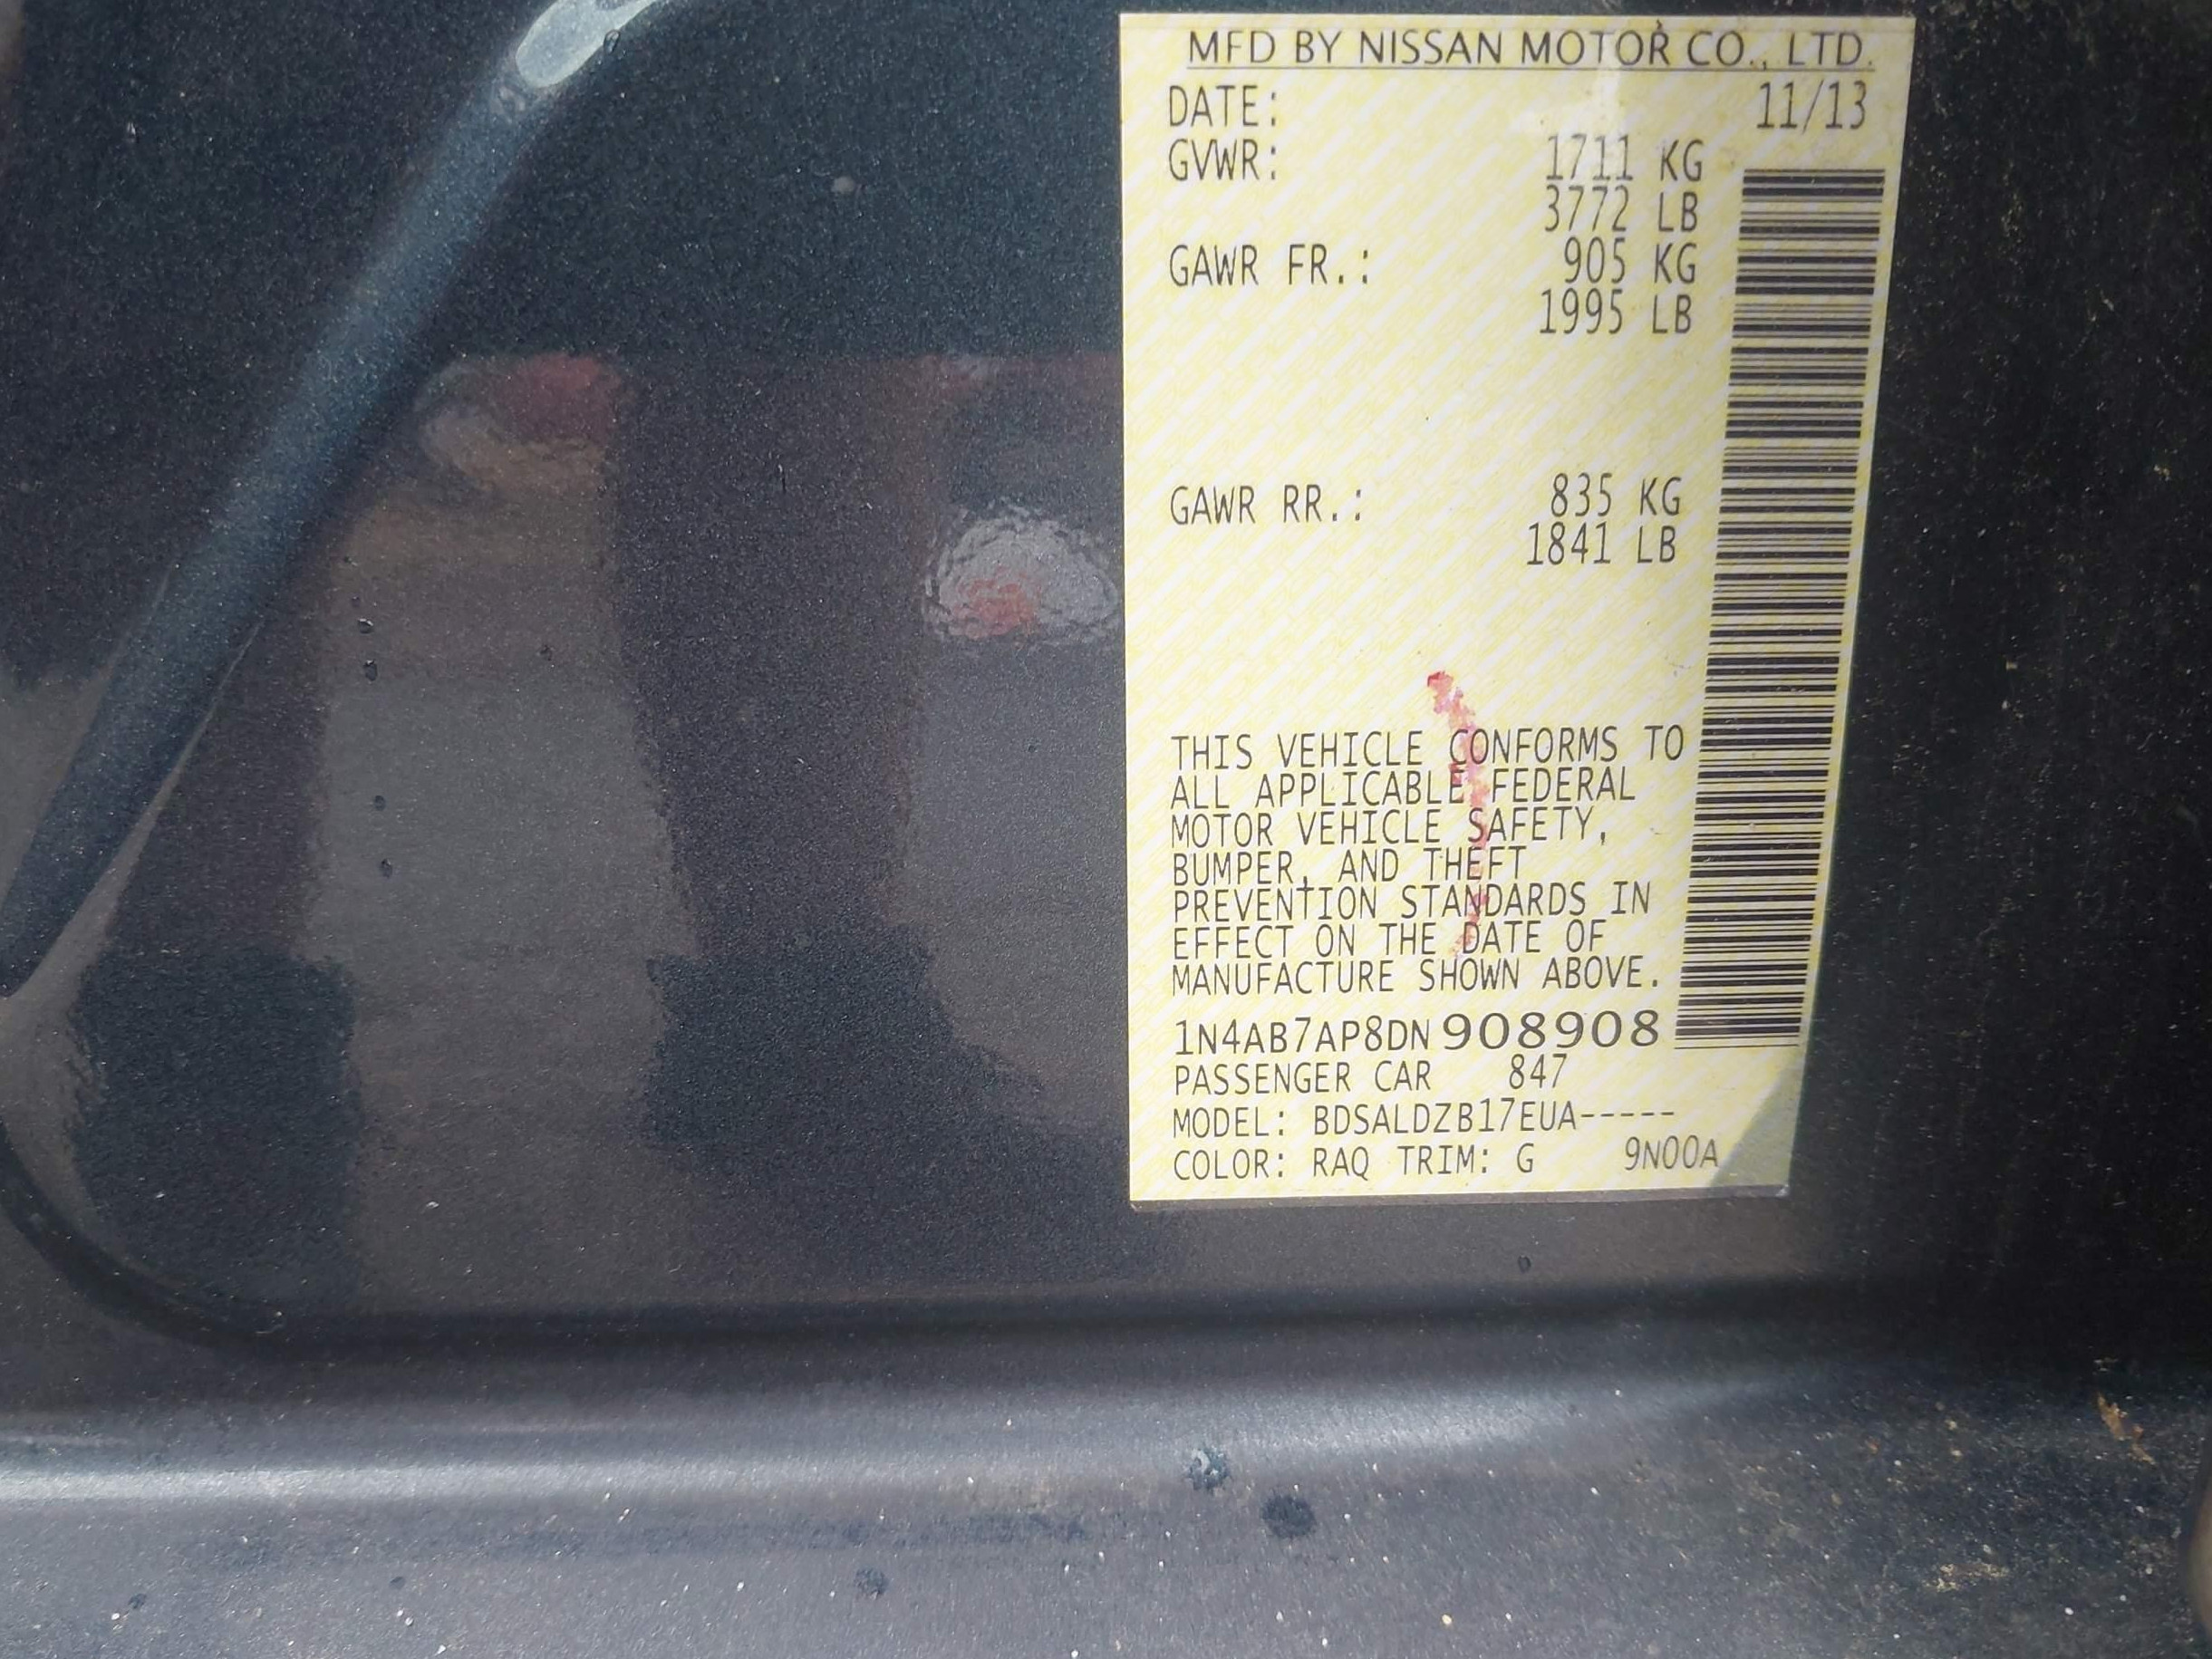 MFD BY NISSAN MOTOR CO., LTD.
DATE: 11/13
GVWR: 1711 KG
3772 LB
GAWR FR.: 905 KG
1995 LB
GAWR RR.: 835 KG
1841 LB
THIS VEHICLE CONFORMS TO
ALL APPLICABLE FEDERAL
MOTOR VEHICLE SAFETY,
BUMPER, AND THEFT
PREVENTION STANDARDS IN
EFFECT ON THE DATE OF
MANUFACTURE SHOWN ABOVE.
1N4AB7AP8DN908908
PASSENGER CAR 847
MODEL: BDSALDZB17EUA-----
COLOR: RAQ TRIM: G 9N00A